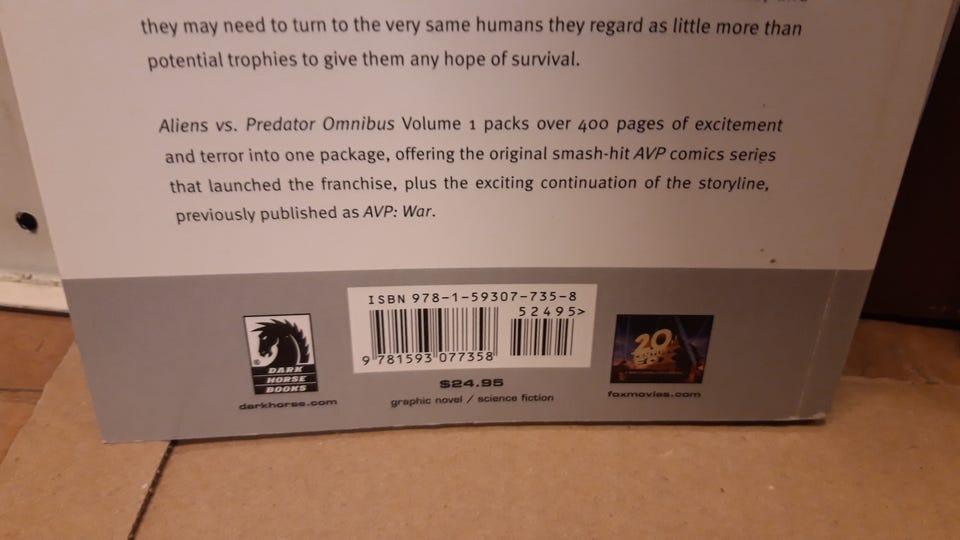 they may need to turn to the very same humans they regard as little more than
potential trophies to give them any hope of survival.
Aliens vs. Predator Omnibus Volume 1 packs over 400 pages of excitement
and terror into one package, offering the original smash-hit AVP comics series
that launched the franchise, plus the exciting continuation of the storyline,
previously published as AVP: War.
ISBN 978-1-59307-735-8
52495>
9 781593 077358
®
DARK
HORSE
BOOKS
darkhorse.com
$24.95
graphic novel / science fiction
20
FOX
foxmovies.com